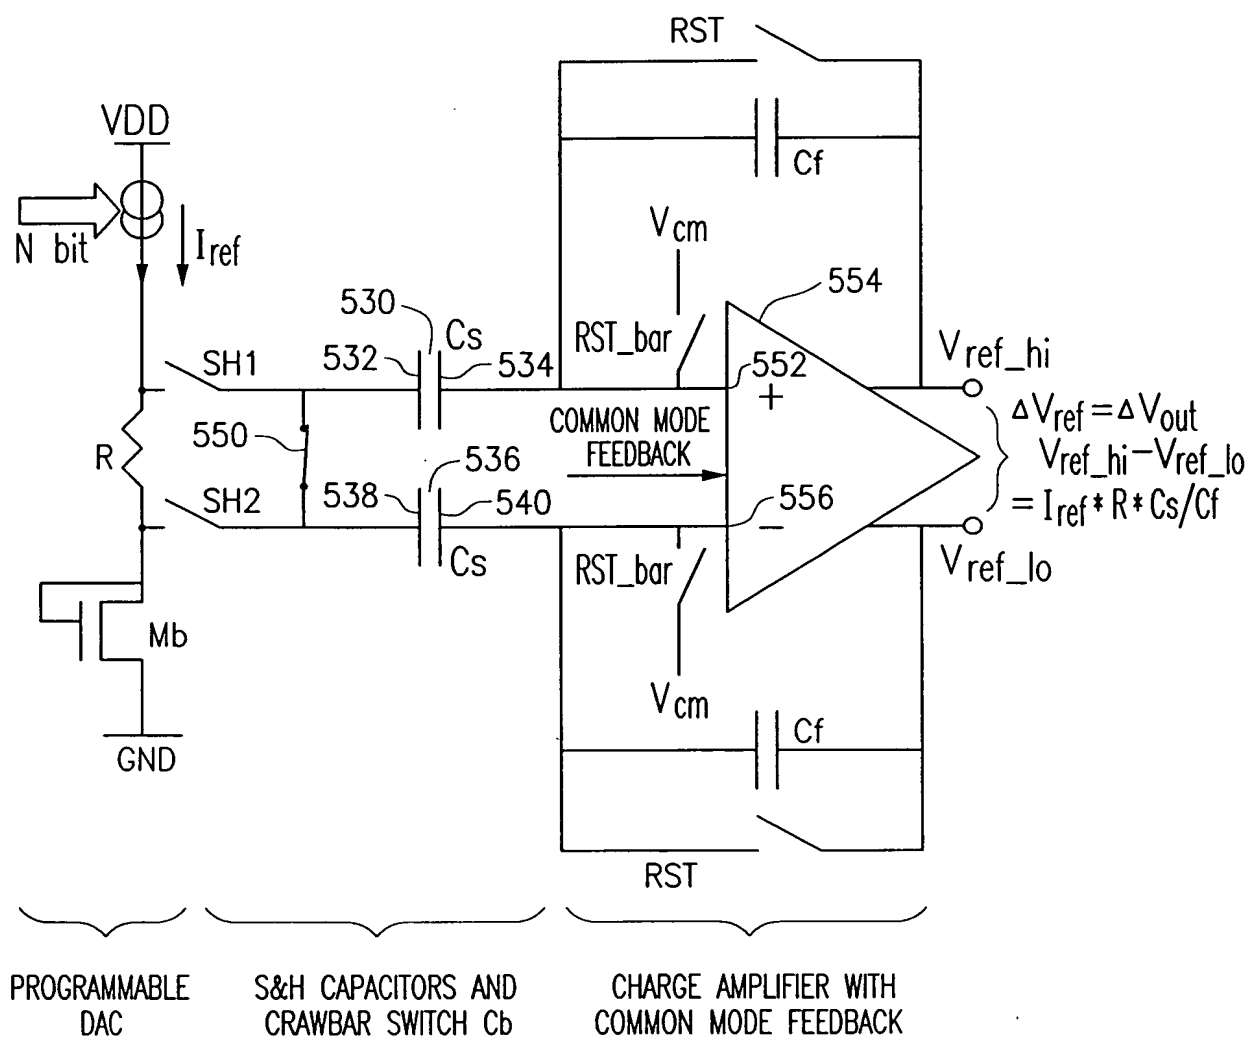 RST
VDD
Cf
N bit
Iref
Vcm
554
530
Cs
RST_bar
SH1
532
534
552
Vref_hi
+
COMMON MODE
FEEDBACK
ΔVref = ΔVout
Vref_hi-Vref_lo
= Iref * R * Cs/Cf
R
550
536
SH2
538
540
556
−
Cs
RST_bar
Vref_lo
Mb
Vcm
Cf
GND
RST
PROGRAMMABLE
DAC
S&H CAPACITORS AND
CRAWBAR SWITCH Cb
CHARGE AMPLIFIER WITH
COMMON MODE FEEDBACK